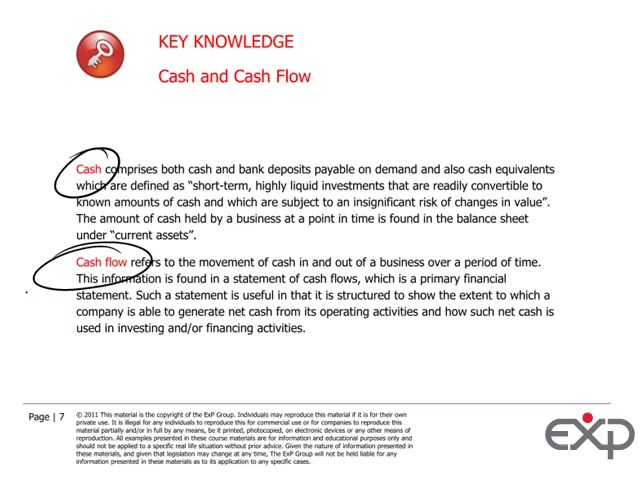 KEY KNOWLEDGE
Cash and Cash Flow
Cash comprises both cash and bank deposits payable on demand and also cash equivalents
which are defined as “short-term, highly liquid investments that are readily convertible to
known amounts of cash and which are subject to an insignificant risk of changes in value”.
The amount of cash held by a business at a point in time is found in the balance sheet
under “current assets”.
Cash flow refers to the movement of cash in and out of a business over a period of time.
This information is found in a statement of cash flows, which is a primary financial
statement. Such a statement is useful in that it is structured to show the extent to which a
company is able to generate net cash from its operating activities and how such net cash is
used in investing and/or financing activities.
Page | 7
© 2011 This material is the copyright of the ExP Group. Individuals may reproduce this material if it is for their own
private use. It is illegal for any individuals to reproduce this for commercial use or for companies to reproduce this
material partially and/or in full by any means, be it printed, photocopied, on electronic devices or any other means of
reproduction. All examples presented in these course materials are for information and educational purposes only and
should not be applied to a specific real life situation without prior advice. Given the nature of information presented in
these materials, and given that legislation may change at any time, The ExP Group will not be held liable for any
information presented in these materials as to its application to any specific cases.
exp